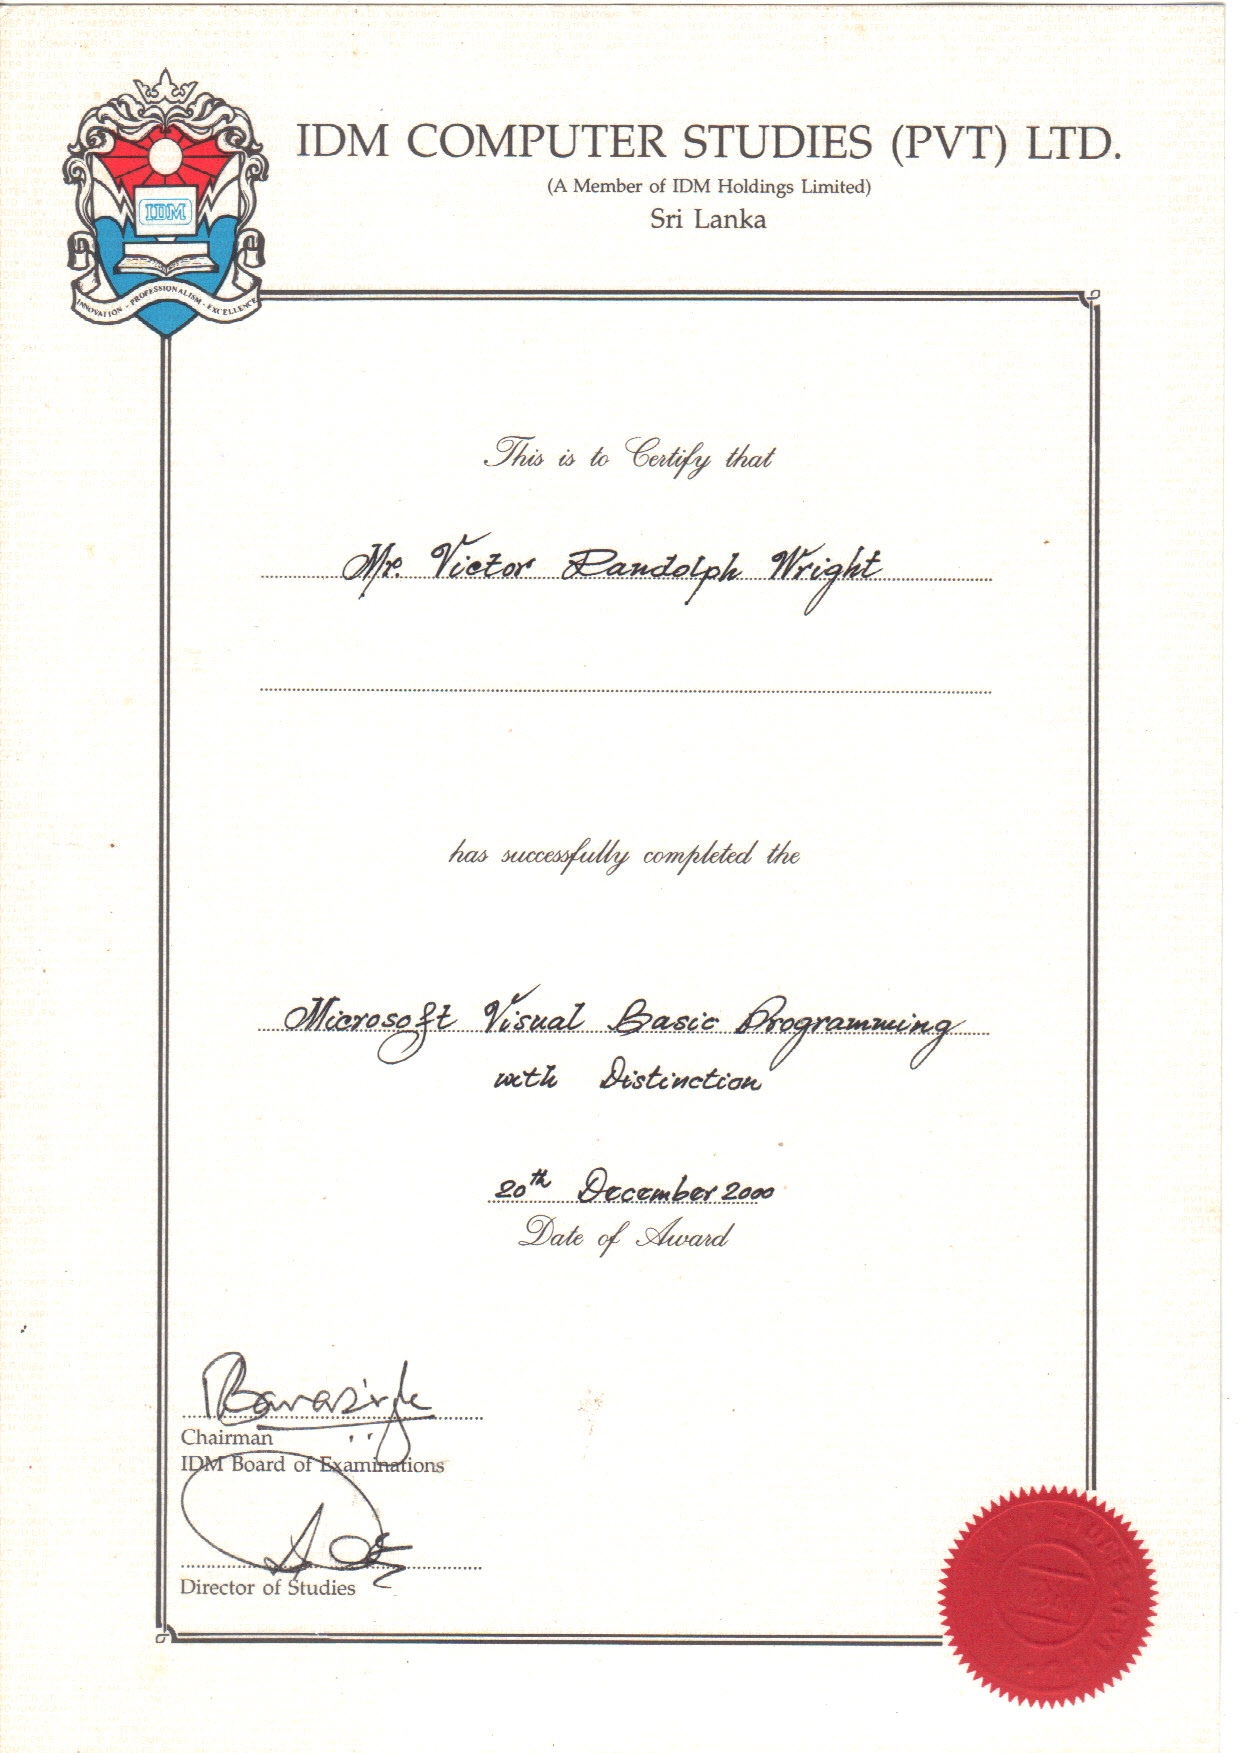 IDM COMPUTER STUDIES (PVT) LTD.
(A Member of IDM Holdings Limited)
Sri Lanka
IDM
INNOVATION - PROFESSIONALISM - EXCELLENCE
This is to Certify that
Mr. Victor Randolph Wright
has successfully completed the
Microsoft Visual Basic Programming
with Distinction
20th December 2000
Date of Award
Chairman
IDM Board of Examinations
Director of Studies